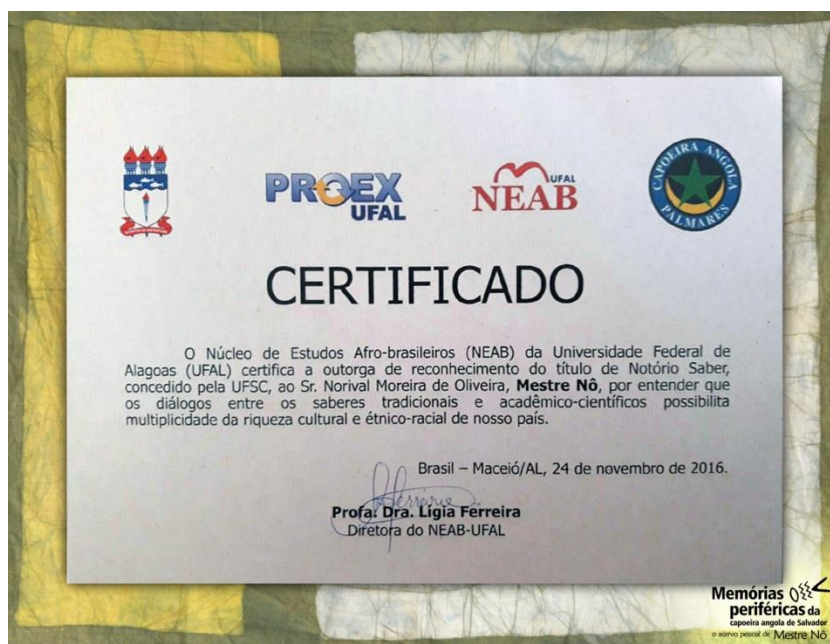 PROEX
UFAL
UFAL
NEAB
CAPOEIRA ANGOLA
PALMARES
CERTIFICADO
O Núcleo de Estudos Afro-brasileiros (NEAB) da Universidade Federal de
Alagoas (UFAL) certifica a outorga de reconhecimento do título de Notório Saber,
concedido pela UFSC, ao Sr. Norival Moreira de Oliveira, Mestre Nô, por entender que
os diálogos entre os saberes tradicionais e acadêmico-científicos possibilita
multiplicidade da riqueza cultural e étnico-racial de nosso país.
Brasil – Maceió/AL, 24 de novembro de 2016.
Profa. Dra. Lígia Ferreira
Diretora do NEAB-UFAL
Memórias
periféricas da
capoeira angola de Salvador
o acervo pessoal de Mestre Nô